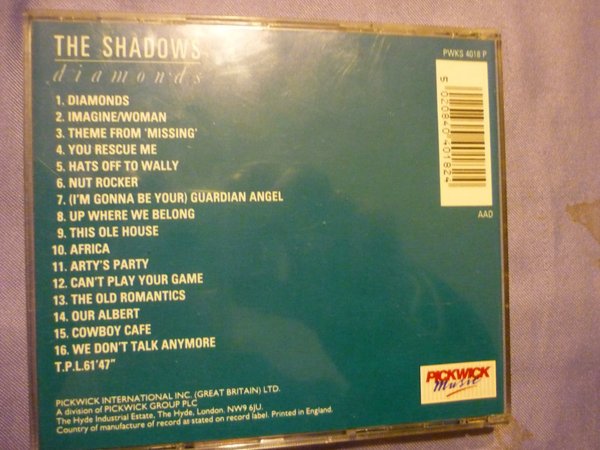 THE SHADOWS
diamonds
PWKS 4018 P
5 020840 401824
AAD
1. DIAMONDS
2. IMAGINE/WOMAN
3. THEME FROM 'MISSING'
4. YOU RESCUE ME
5. HATS OFF TO WALLY
6. NUT ROCKER
7. (I'M GONNA BE YOUR) GUARDIAN ANGEL
8. UP WHERE WE BELONG
9. THIS OLE HOUSE
10. AFRICA
11. ARTY'S PARTY
12. CAN'T PLAY YOUR GAME
13. THE OLD ROMANTICS
14. OUR ALBERT
15. COWBOY CAFE
16. WE DON'T TALK ANYMORE
T.P.L.61'47"
PICKWICK
Music
PICKWICK INTERNATIONAL INC. (GREAT BRITAIN) LTD.
A division of PICKWICK GROUP PLC
The Hyde Industrial Estate, The Hyde, London. NW9 6JU.
Country of manufacture of record as stated on record label. Printed in England.